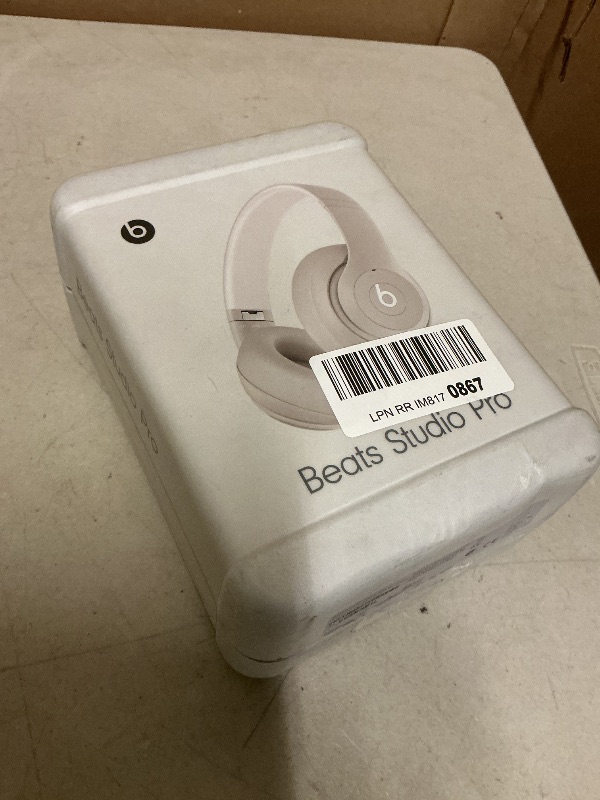 b
b
LPN RR IM817 0867
Beats Studio Pro
Beats Studio Pro